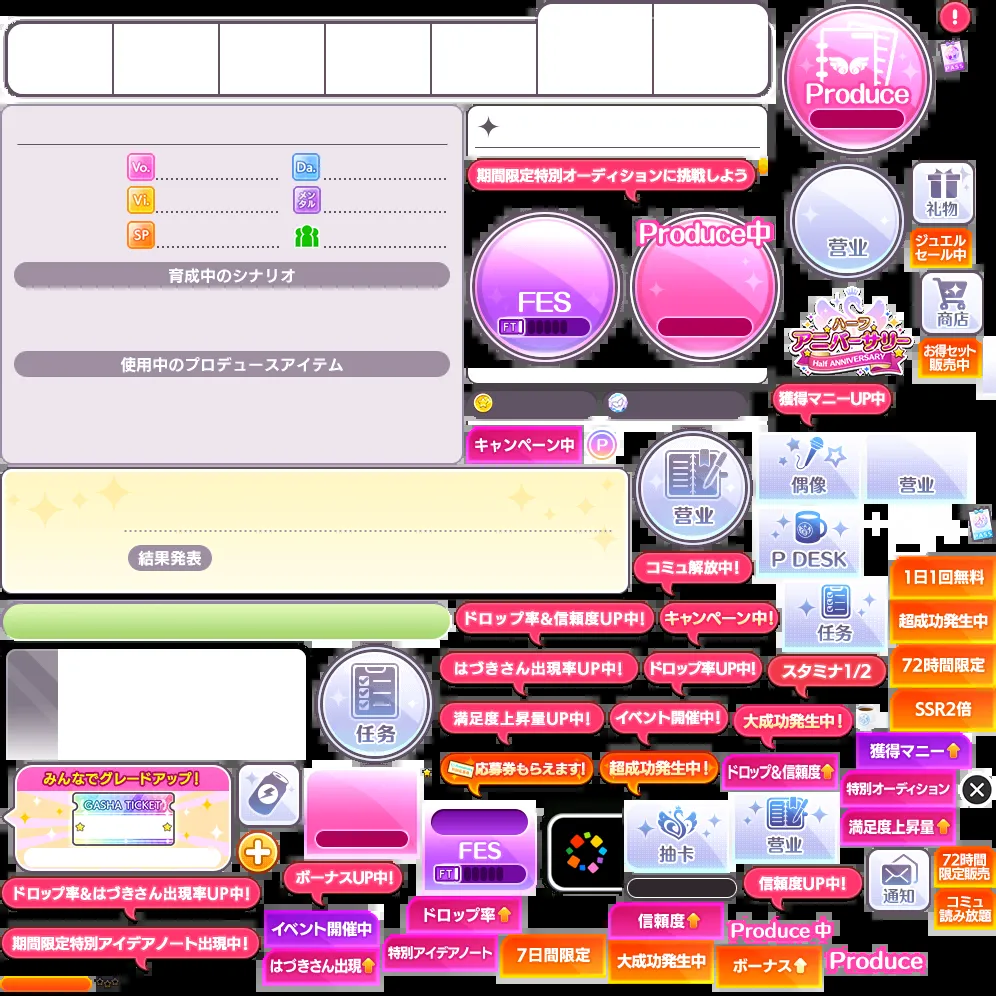 Produce
PASS
Vo.
Da.
Vi.
メンタル
SP
育成中のシナリオ
使用中のプロデュースアイテム
期間限定特別オーディションに挑戦しよう
FES
FT
Produce中
营业
礼物
ジュエル
セール中
商店
お得セット
販売中
ハーフ
アニバーサリー
Half ANNIVERSARY
獲得マニーUP中
キャンペーン中
P
营业
偶像
营业
P DESK
PASS
結果発表
コミュ解放中!
1日1回無料
ドロップ率&信頼度UP中!
キャンペーン中!
任务
超成功発生中
はづきさん出現率UP中!
ドロップ率UP中!
スタミナ1/2
72時間限定
任务
満足度上昇量UP中!
イベント開催中!
大成功発生中!
SSR2倍
獲得マニー
みんなでグレードアップ!
GASHA TICKET
応募券もらえます!
超成功発生中!
ドロップ&信頼度
特別オーディション
満足度上昇量
FES
FT
抽卡
营业
通知
72時間
限定販売
ドロップ率&はづきさん出現率UP中!
ボーナスUP中!
信頼度UP中!
コミュ
読み放題
イベント開催中
ドロップ率
信頼度
Produce 中
期間限定特別アイデアノート出現中!
はづきさん出現
特別アイデアノート
7日間限定
大成功発生中
ボーナス
Produce